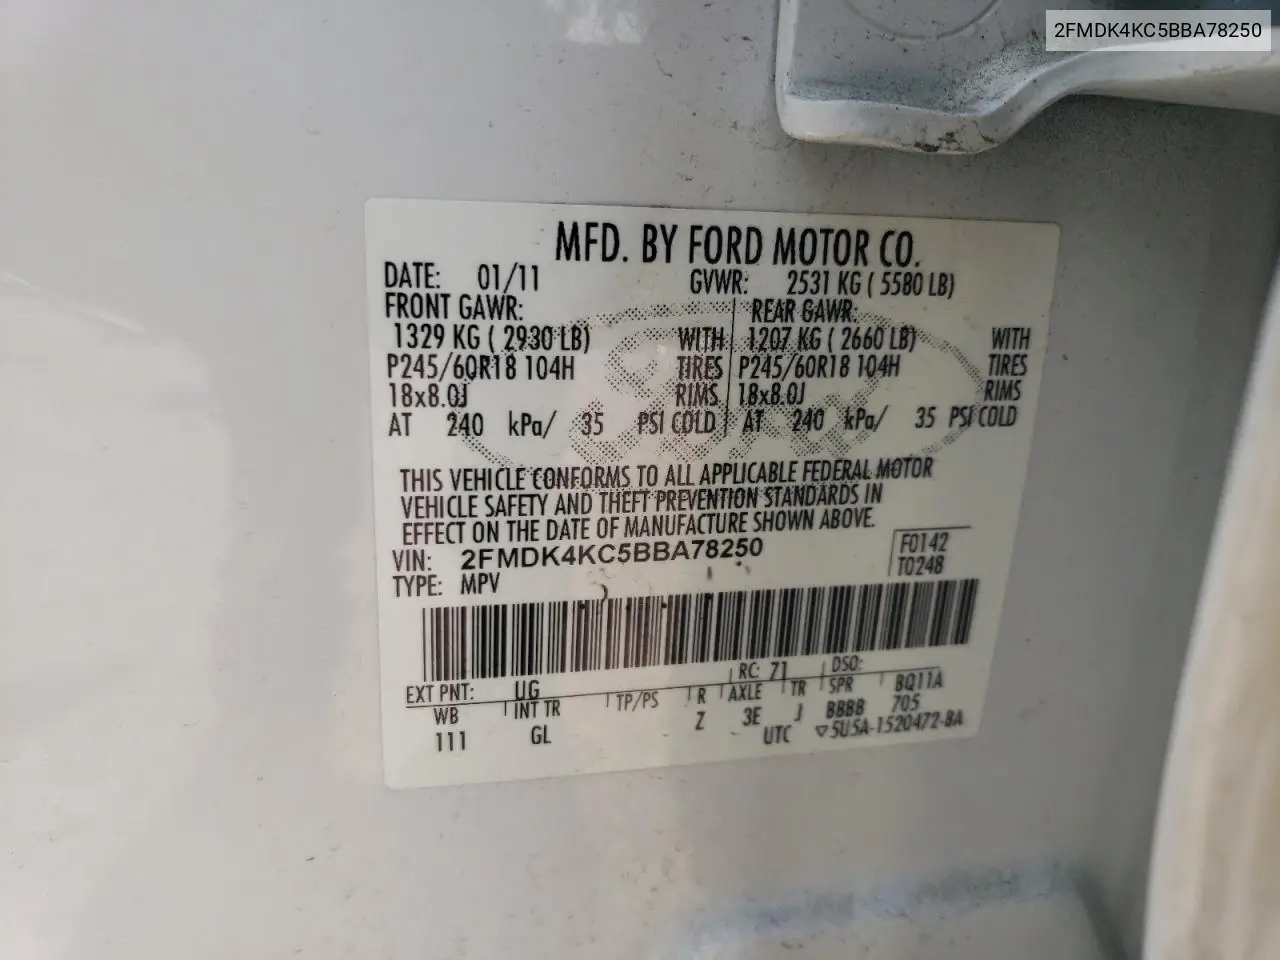 2FMDK4KC5BBA78250
MFD. BY FORD MOTOR CO.
DATE: 01/11 GVWR: 2531 KG ( 5580 LB)
FRONT GAWR: REAR GAWR:
1329 KG ( 2930 LB) WITH 1207 KG ( 2660 LB) WITH
P245/60R18 104H TIRES P245/60R18 104H TIRES
18x8.0J RIMS 18x8.0J RIMS
AT 240 kPa/ 35 PSI COLD AT 240 kPa/ 35 PSI COLD
THIS VEHICLE CONFORMS TO ALL APPLICABLE FEDERAL MOTOR
VEHICLE SAFETY AND THEFT PREVENTION STANDARDS IN
EFFECT ON THE DATE OF MANUFACTURE SHOWN ABOVE.
VIN: 2FMDK4KC5BBA78250 F0142
TYPE: MPV T0248
EXT PNT: UG RC: 71 DSO:
WB INT TR TP/PS R AXLE TR SPR BQ11A
111 GL Z 3E J BBBB 705
UTC ▽5U5A-1520472-BA